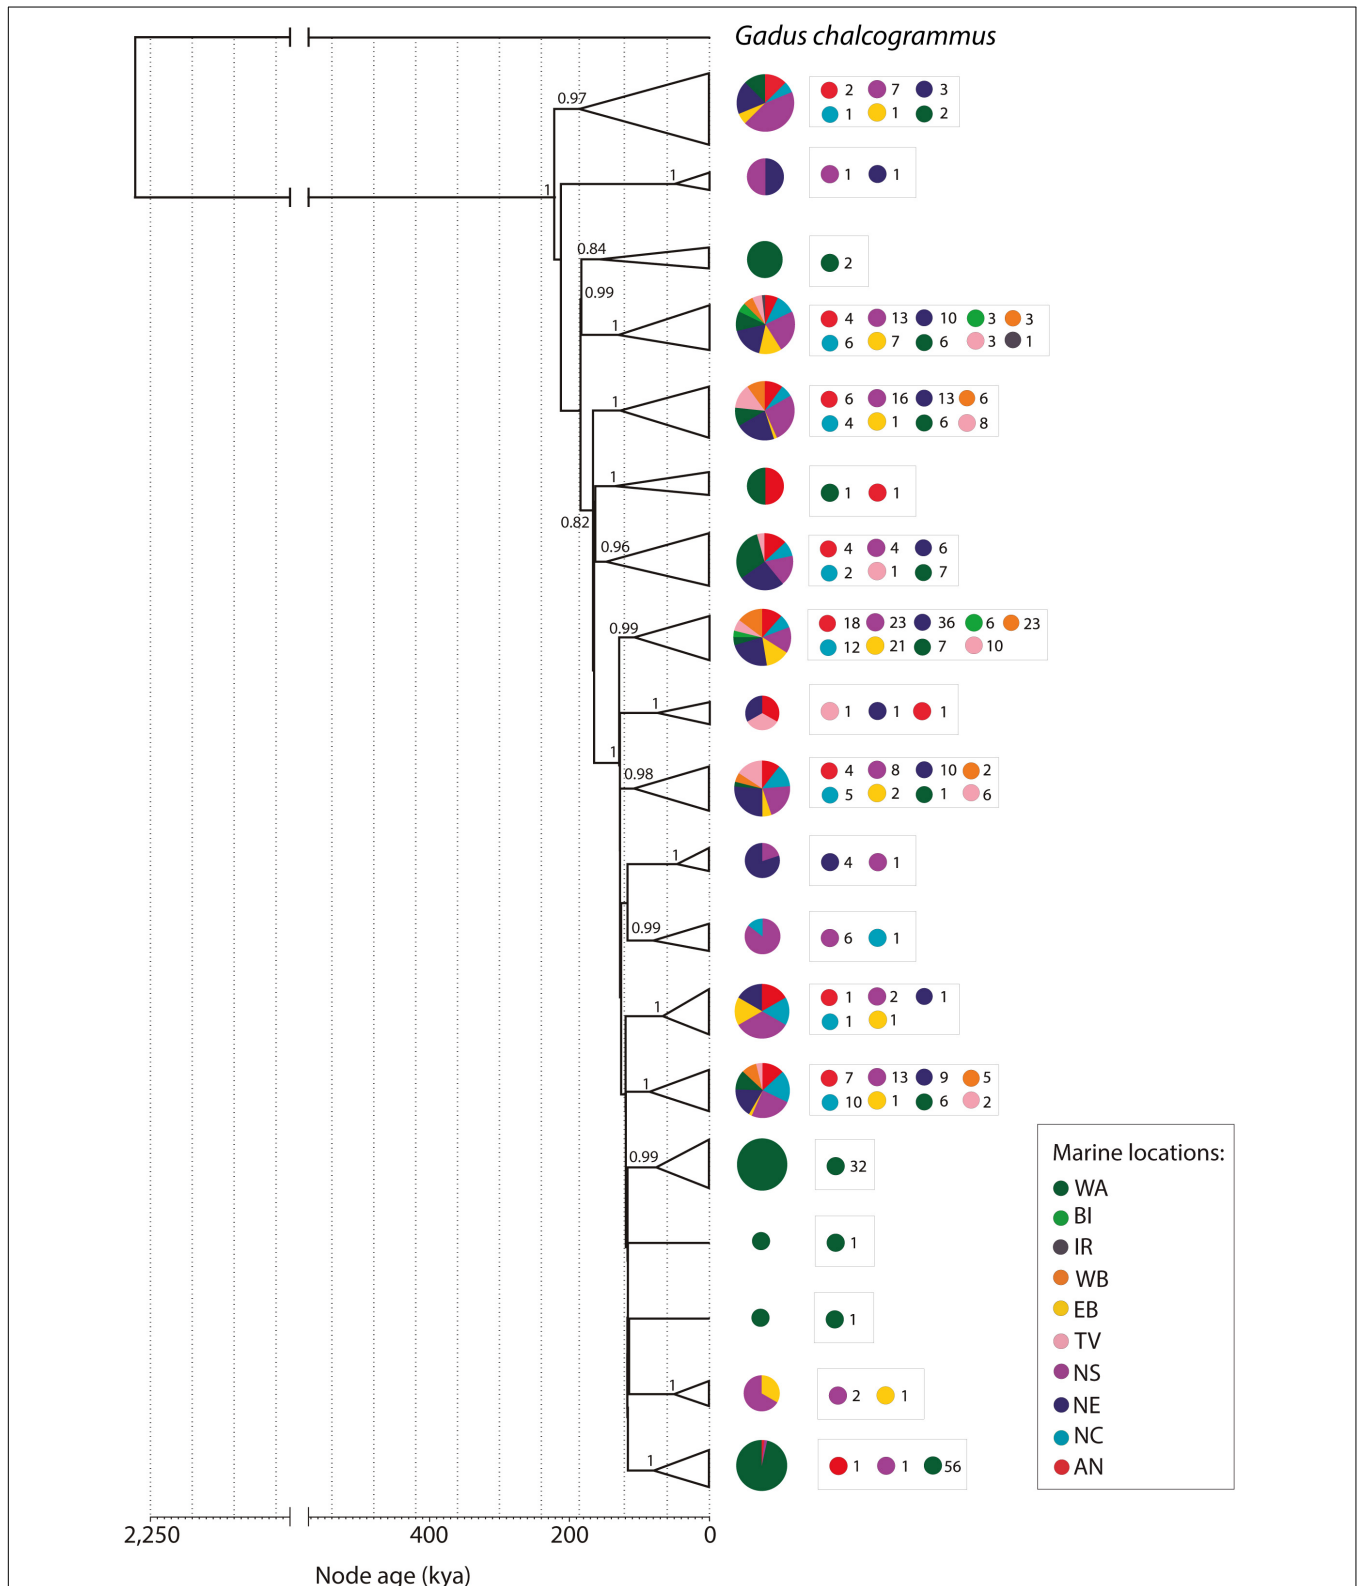 Gadus chalcogrammus
0.97
2 7 3
1 1 2
1
1
1 1
0.84
2
0.99
1
4 13 10 3 3
6 7 6 3 1
1
6 16 13 6
4 1 6 8
1
1 1
0.82
0.96
4 4 6
2 1 7
0.99
18 23 36 6 23
12 21 7 10
1
1 1 1
1
0.98
4 8 10 2
5 2 1 6
1
4 1
0.99
6 1
1
1 2 1
1 1
1
7 13 9 5
10 1 6 2
0.99
32
1
1
1
2 1
1
1 1 56
Marine locations:
WA
BI
IR
WB
EB
TV
NS
NE
NC
AN
2,250 400 200 0
Node age (kya)